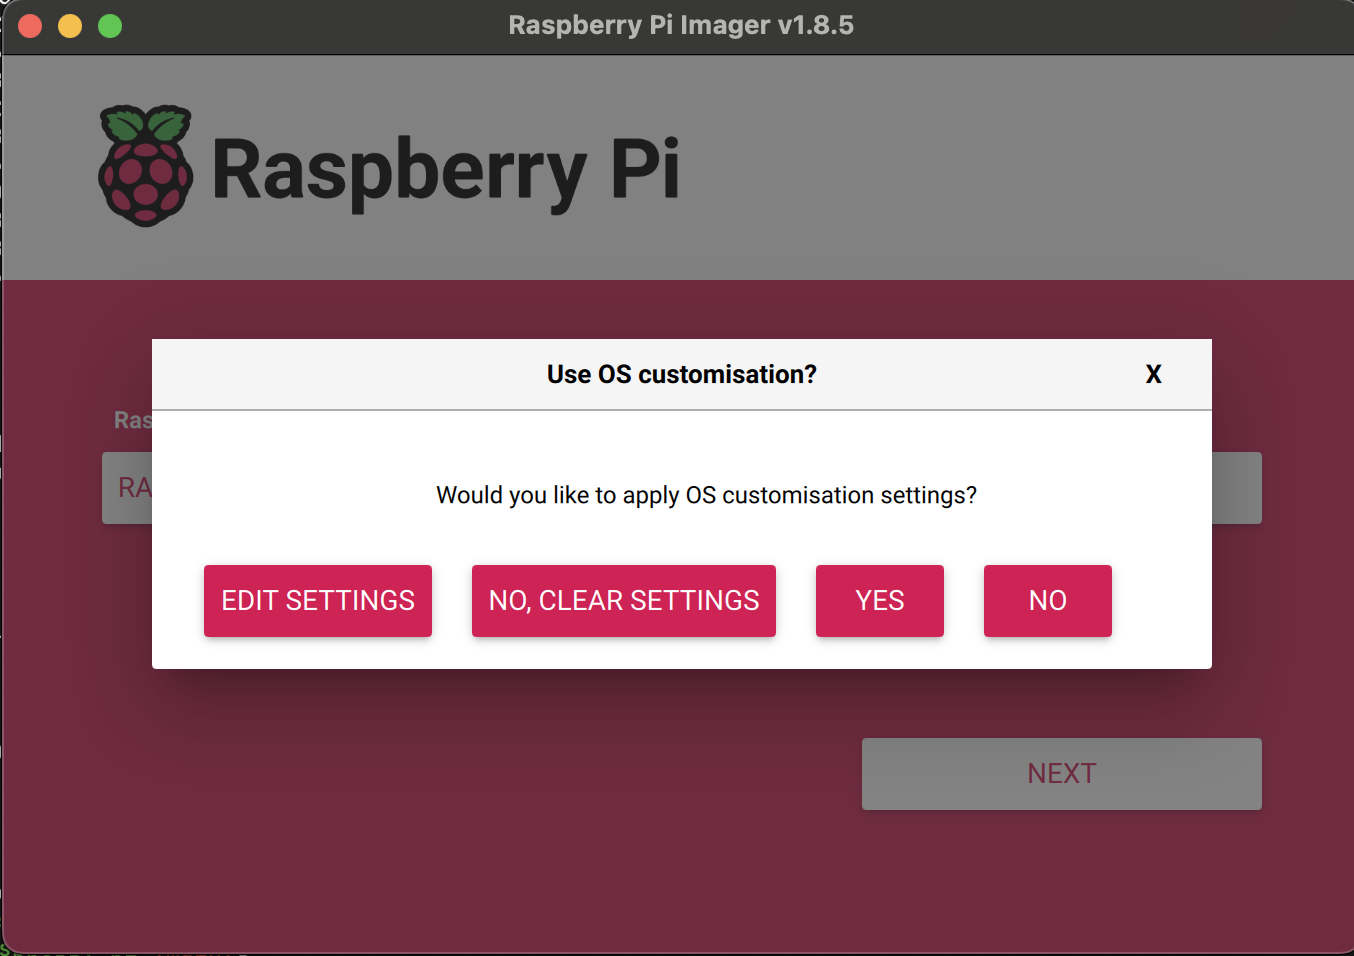 Raspberry Pi Imager v1.8.5
Raspberry Pi
Use OS customisation?
X
Ras
RA
Would you like to apply OS customisation settings?
EDIT SETTINGS
NO, CLEAR SETTINGS
YES
NO
NEXT